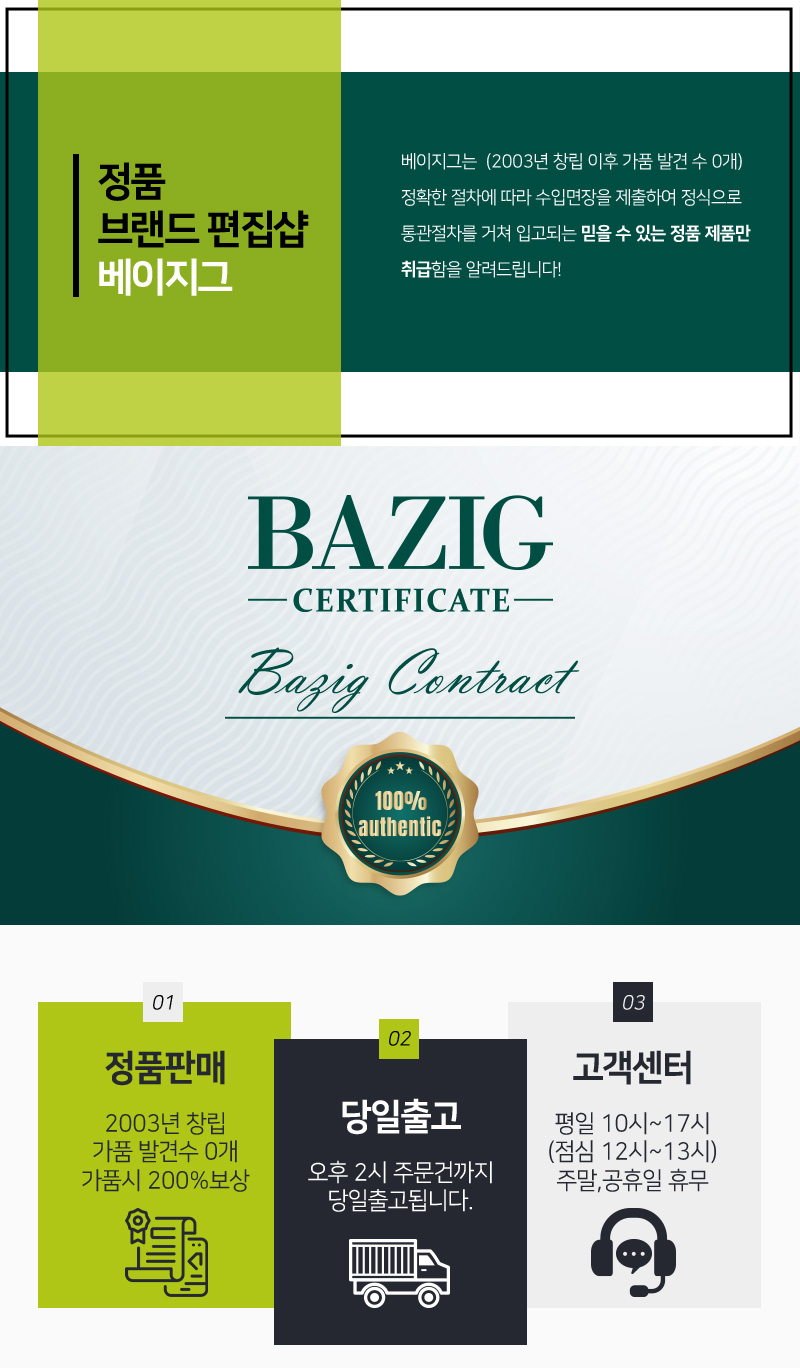 정품
브랜드 편집샵
베이지그
베이지그는 (2003년 창립 이후 가품 발견 수 0개)
정확한 절차에 따라 수입면장을 제출하여 정식으로
통관절차를 거쳐 입고되는 믿을 수 있는 정품 제품만
취급함을 알려드립니다!
BAZIG
CERTIFICATE
Bazig Contract
100%
authentic
01
정품판매
2003년 창립
가품 발견수 0개
가품시 200%보상
02
당일출고
오후 2시 주문건까지
당일출고됩니다.
03
고객센터
평일 10시~17시
(점심 12시~13시)
주말,공휴일 휴무